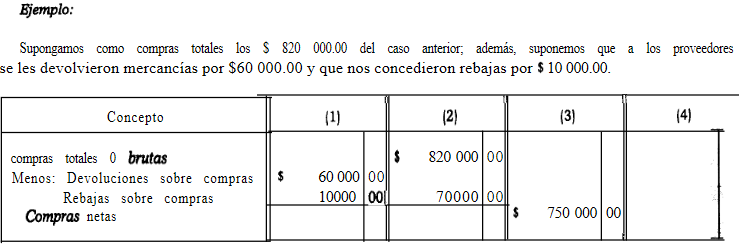 Ejemplo:
Supongamos como compras totales los $ 820 000.00 del caso anterior; además, suponemos que a los proveedores
se les devolvieron mercancías por $60 000.00 y que nos concedieron rebajas por $ 10 000.00.
Concepto (1) (2) (3) (4)
compras totales 0 brutas $ 820 000 00
Menos: Devoluciones sobre compras $ 60 000 00
Rebajas sobre compras 10000 00 70000 00
Compras netas $ 750 000 00